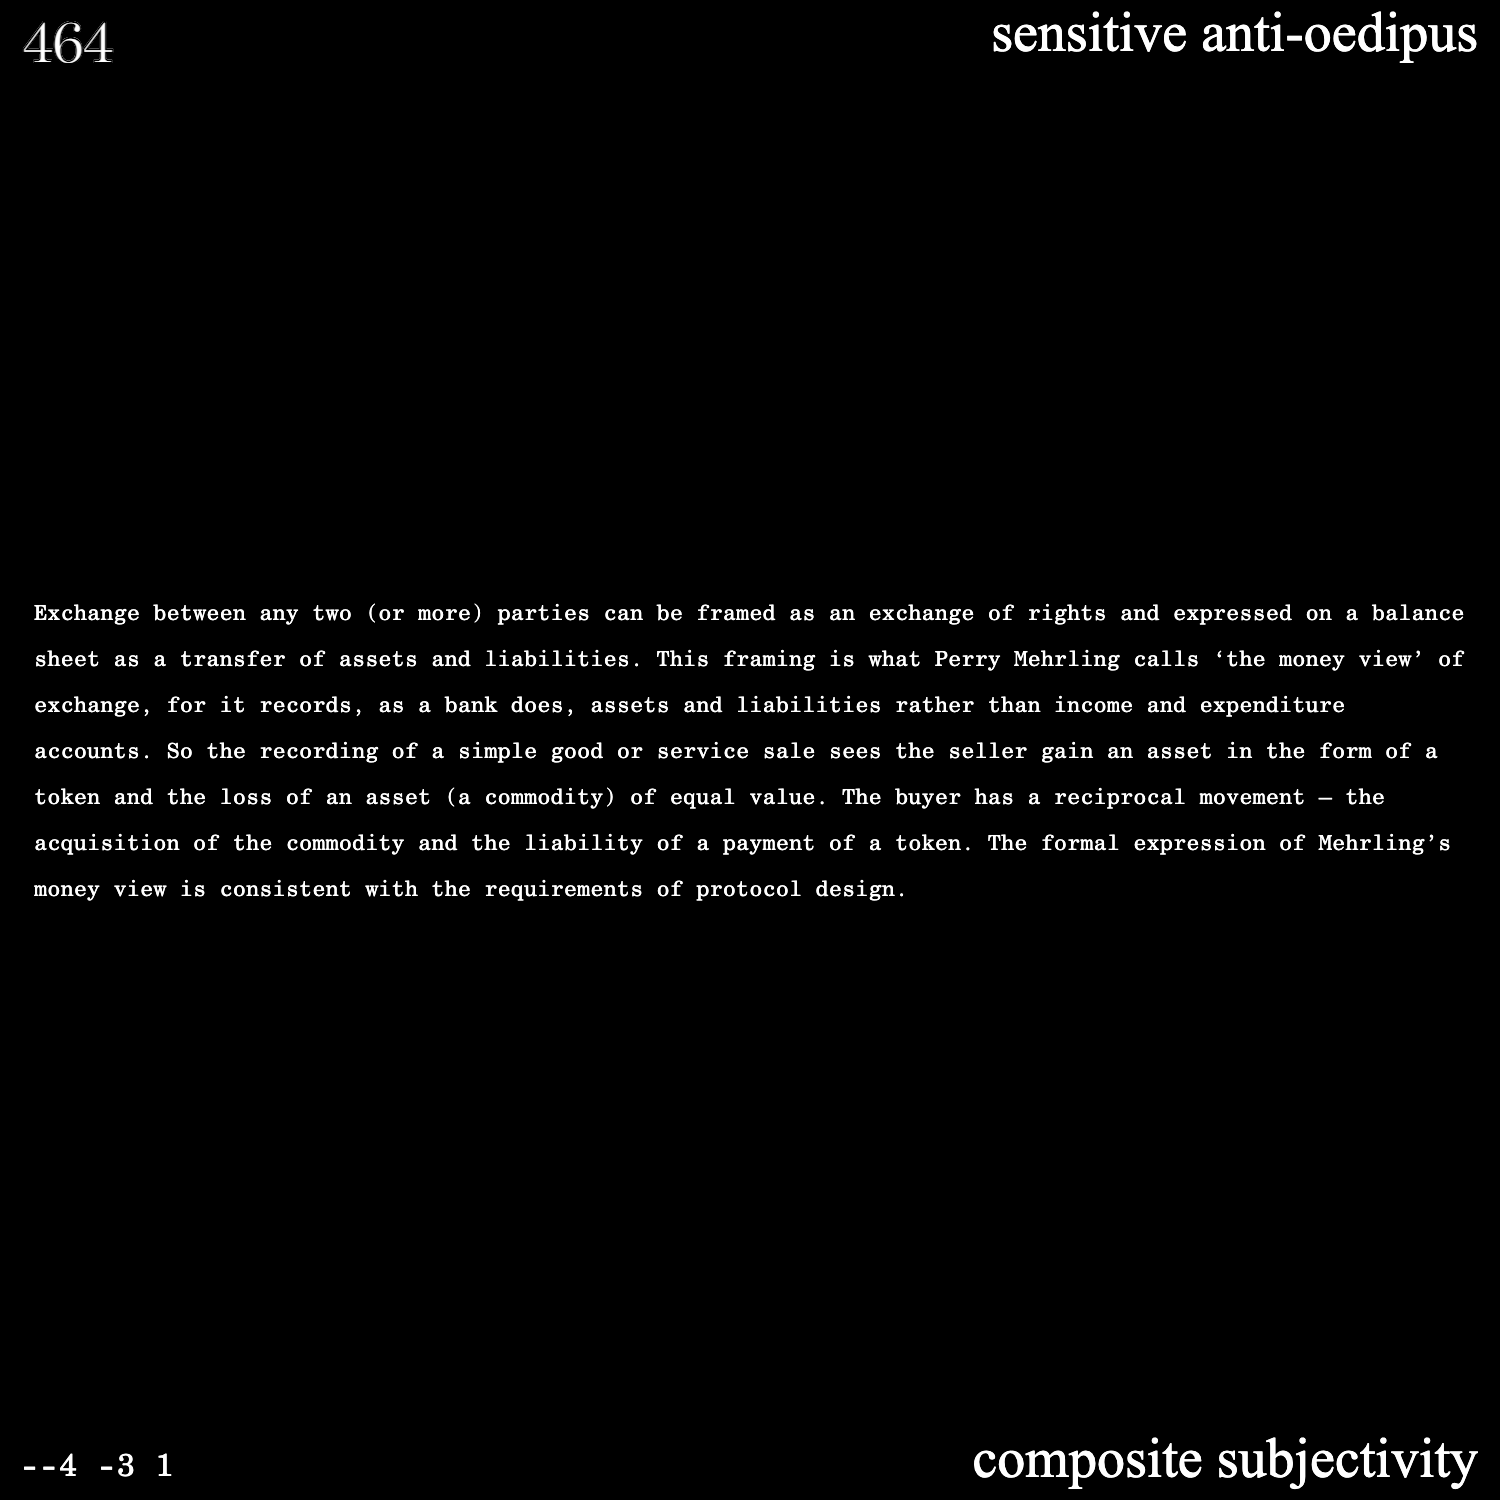 464
sensitive anti-oedipus
Exchange between any two (or more) parties can be framed as an exchange of rights and expressed on a balance
sheet as a transfer of assets and liabilities. This framing is what Perry Mehrling calls ‘the money view’ of
exchange, for it records, as a bank does, assets and liabilities rather than income and expenditure
accounts. So the recording of a simple good or service sale sees the seller gain an asset in the form of a
token and the loss of an asset (a commodity) of equal value. The buyer has a reciprocal movement — the
acquisition of the commodity and the liability of a payment of a token. The formal expression of Mehrling’s
money view is consistent with the requirements of protocol design.
--4 -3 1
composite subjectivity